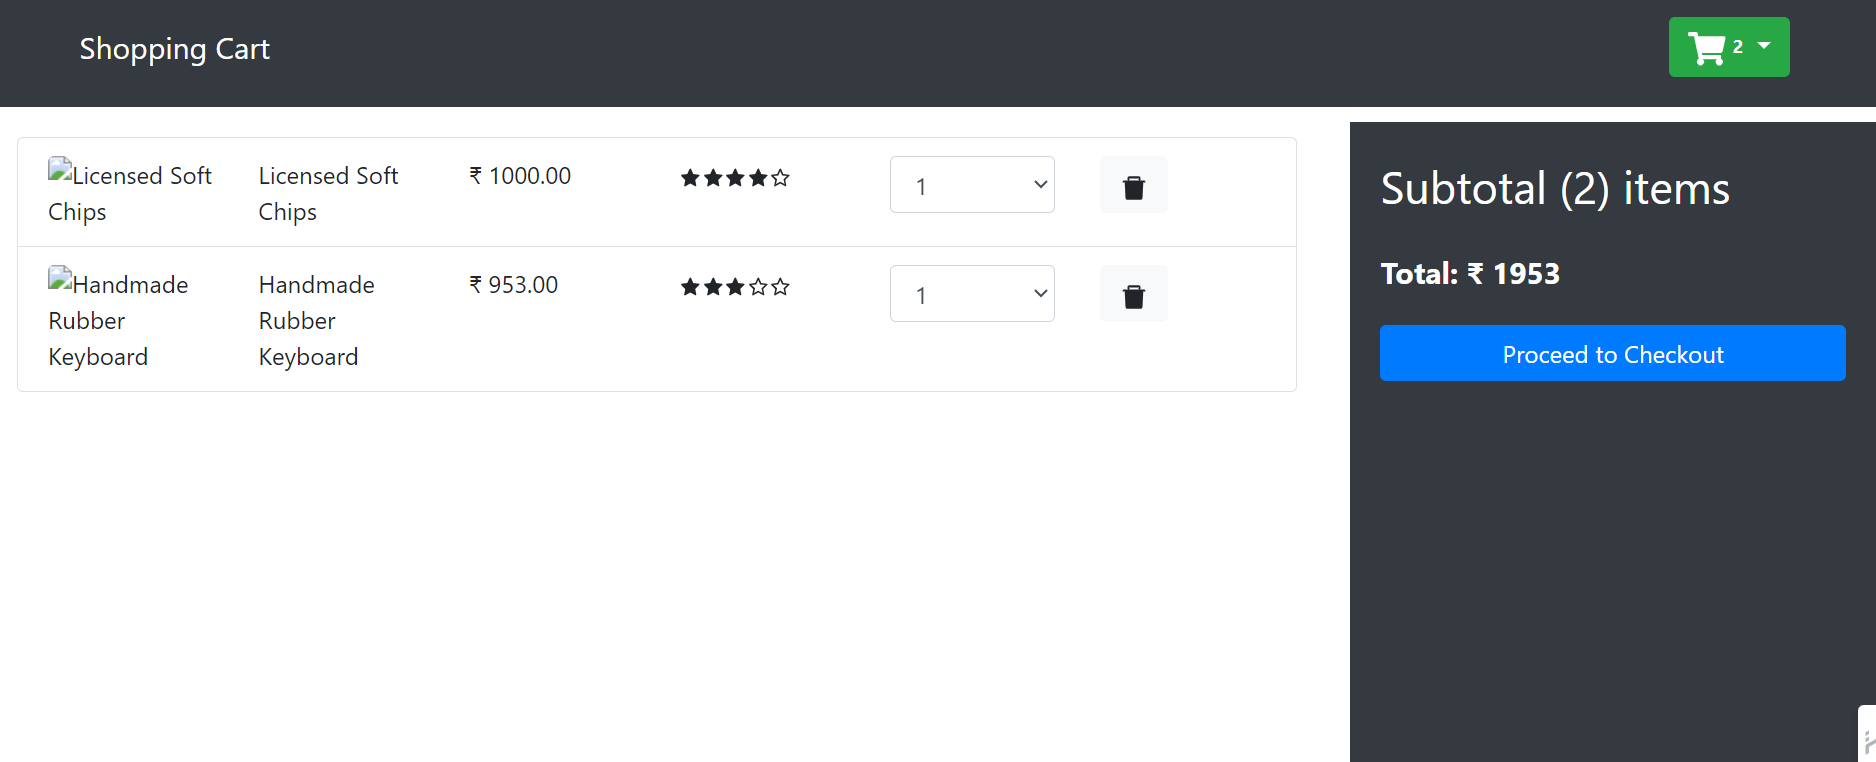 Shopping Cart
2
Licensed Soft
Chips
Licensed Soft
Chips
₹ 1000.00
1
Handmade
Rubber
Keyboard
Handmade
Rubber
Keyboard
₹ 953.00
1
Subtotal (2) items
Total: ₹ 1953
Proceed to Checkout